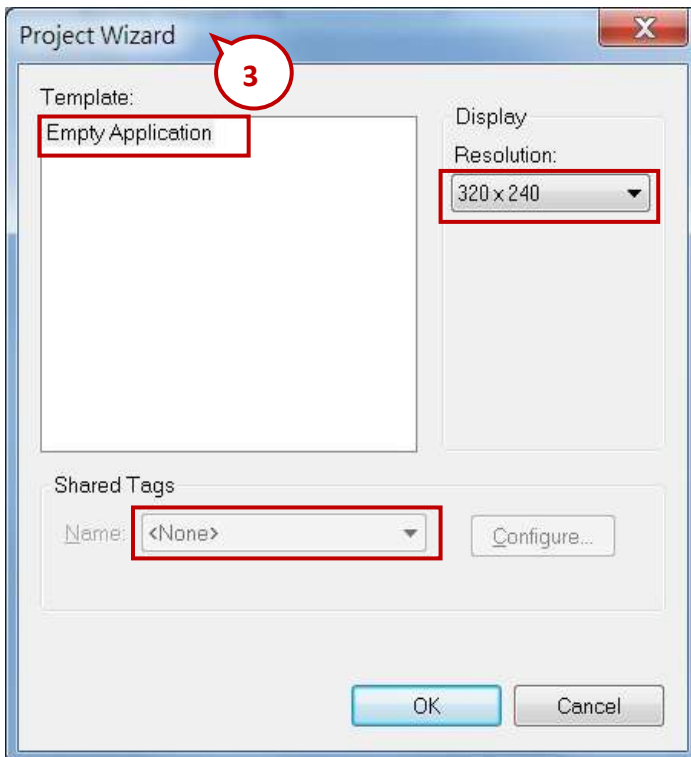 Project Wizard
X
3
Template:
Empty Application
Display
Resolution:
320 x 240
Shared Tags
Name:
<None>
Configure...
OK
Cancel